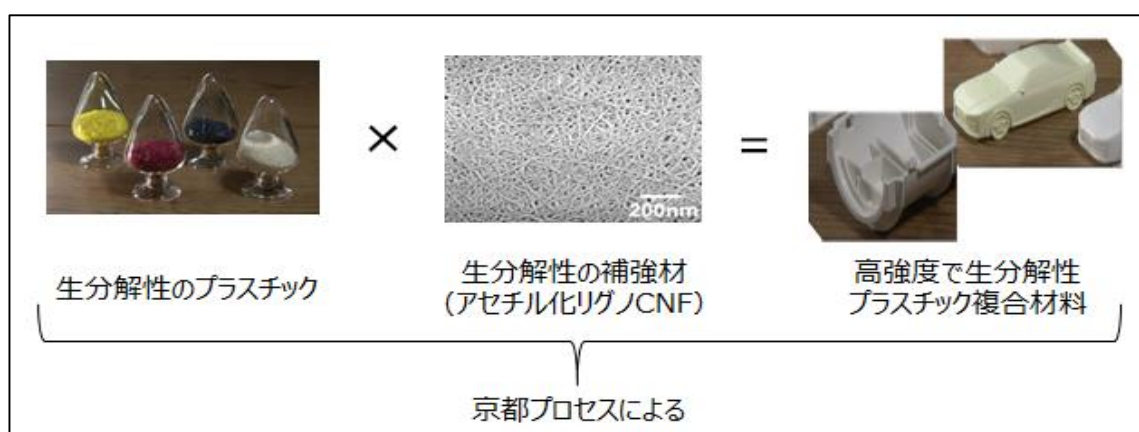 ×
200nm
=
生分解性のプラスチック
生分解性の補強材
(アセチル化リグノCNF)
高強度で生分解性
プラスチック複合材料
京都プロセスによる